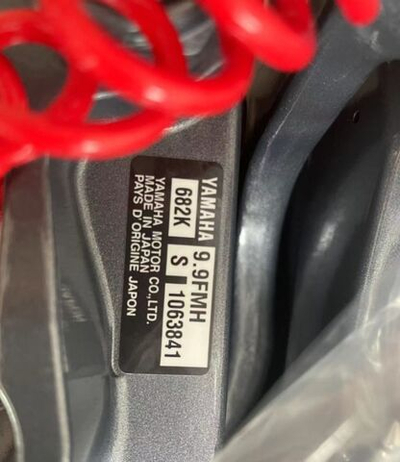 YAMAHA 9.9FMH
682K S 1063841
YAMAHA MOTOR CO.,LTD.
MADE IN JAPAN
PAYS D'ORIGINE JAPON